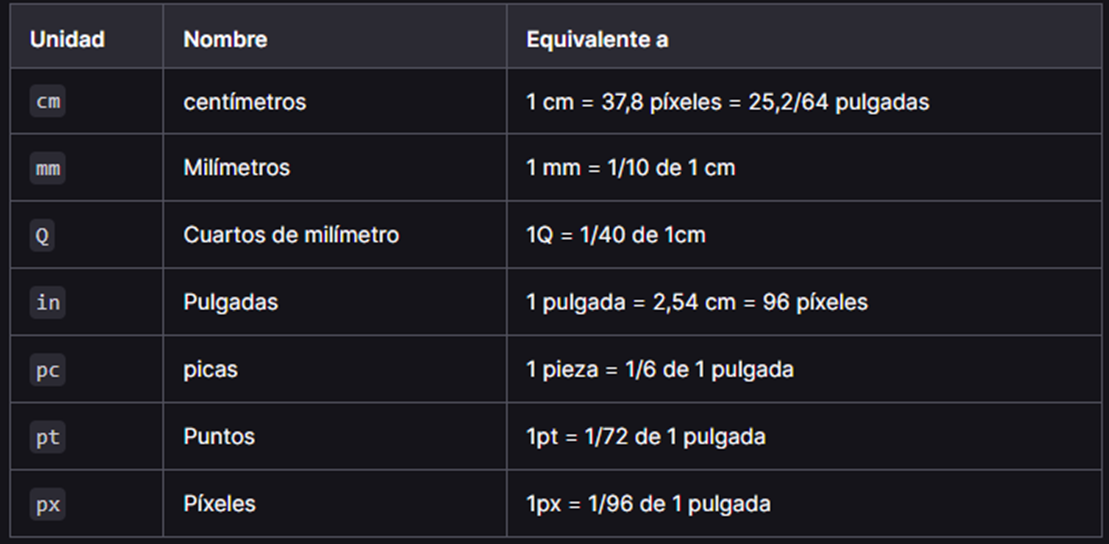 Unidad Nombre Equivalente a
cm centímetros 1 cm = 37,8 píxeles = 25,2/64 pulgadas
mm Milímetros 1 mm = 1/10 de 1 cm
Q Cuartos de milímetro 1Q = 1/40 de 1cm
in Pulgadas 1 pulgada = 2,54 cm = 96 píxeles
pc picas 1 pieza = 1/6 de 1 pulgada
pt Puntos 1pt = 1/72 de 1 pulgada
px Píxeles 1px = 1/96 de 1 pulgada